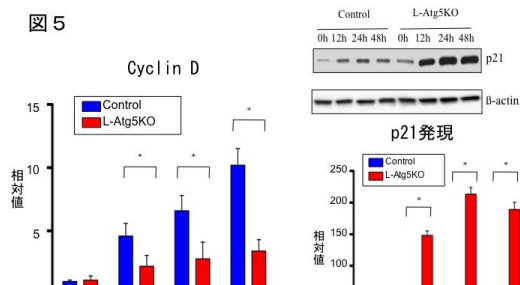 図5
Control L-Atg5KO
0h 12h 24h 48h 0h 12h 24h 48h
p21
ß-actin
Cyclin D
15
10
5
相対値
Control
L-Atg5KO
*
*
*
p21発現
250
200
150
100
相対値
Control
L-Atg5KO
*
*
*